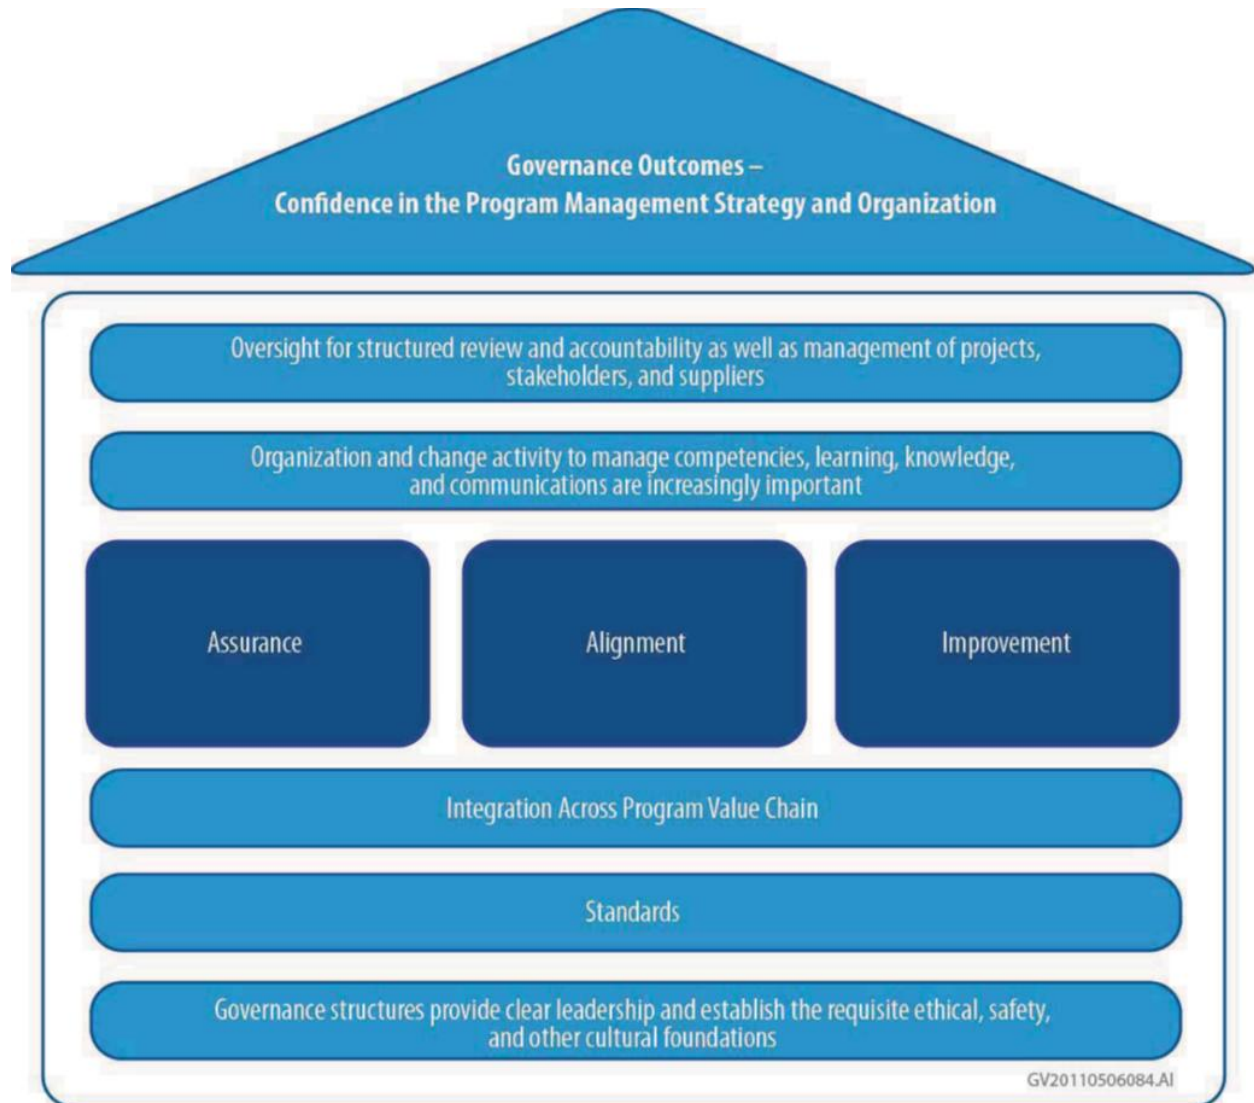 Governance Outcomes –
Confidence in the Program Management Strategy and Organization
Oversight for structured review and accountability as well as management of projects,
stakeholders, and suppliers
Organization and change activity to manage competencies, learning, knowledge,
and communications are increasingly important
Assurance
Alignment
Improvement
Integration Across Program Value Chain
Standards
Governance structures provide clear leadership and establish the requisite ethical, safety,
and other cultural foundations
GV20110506084.AI